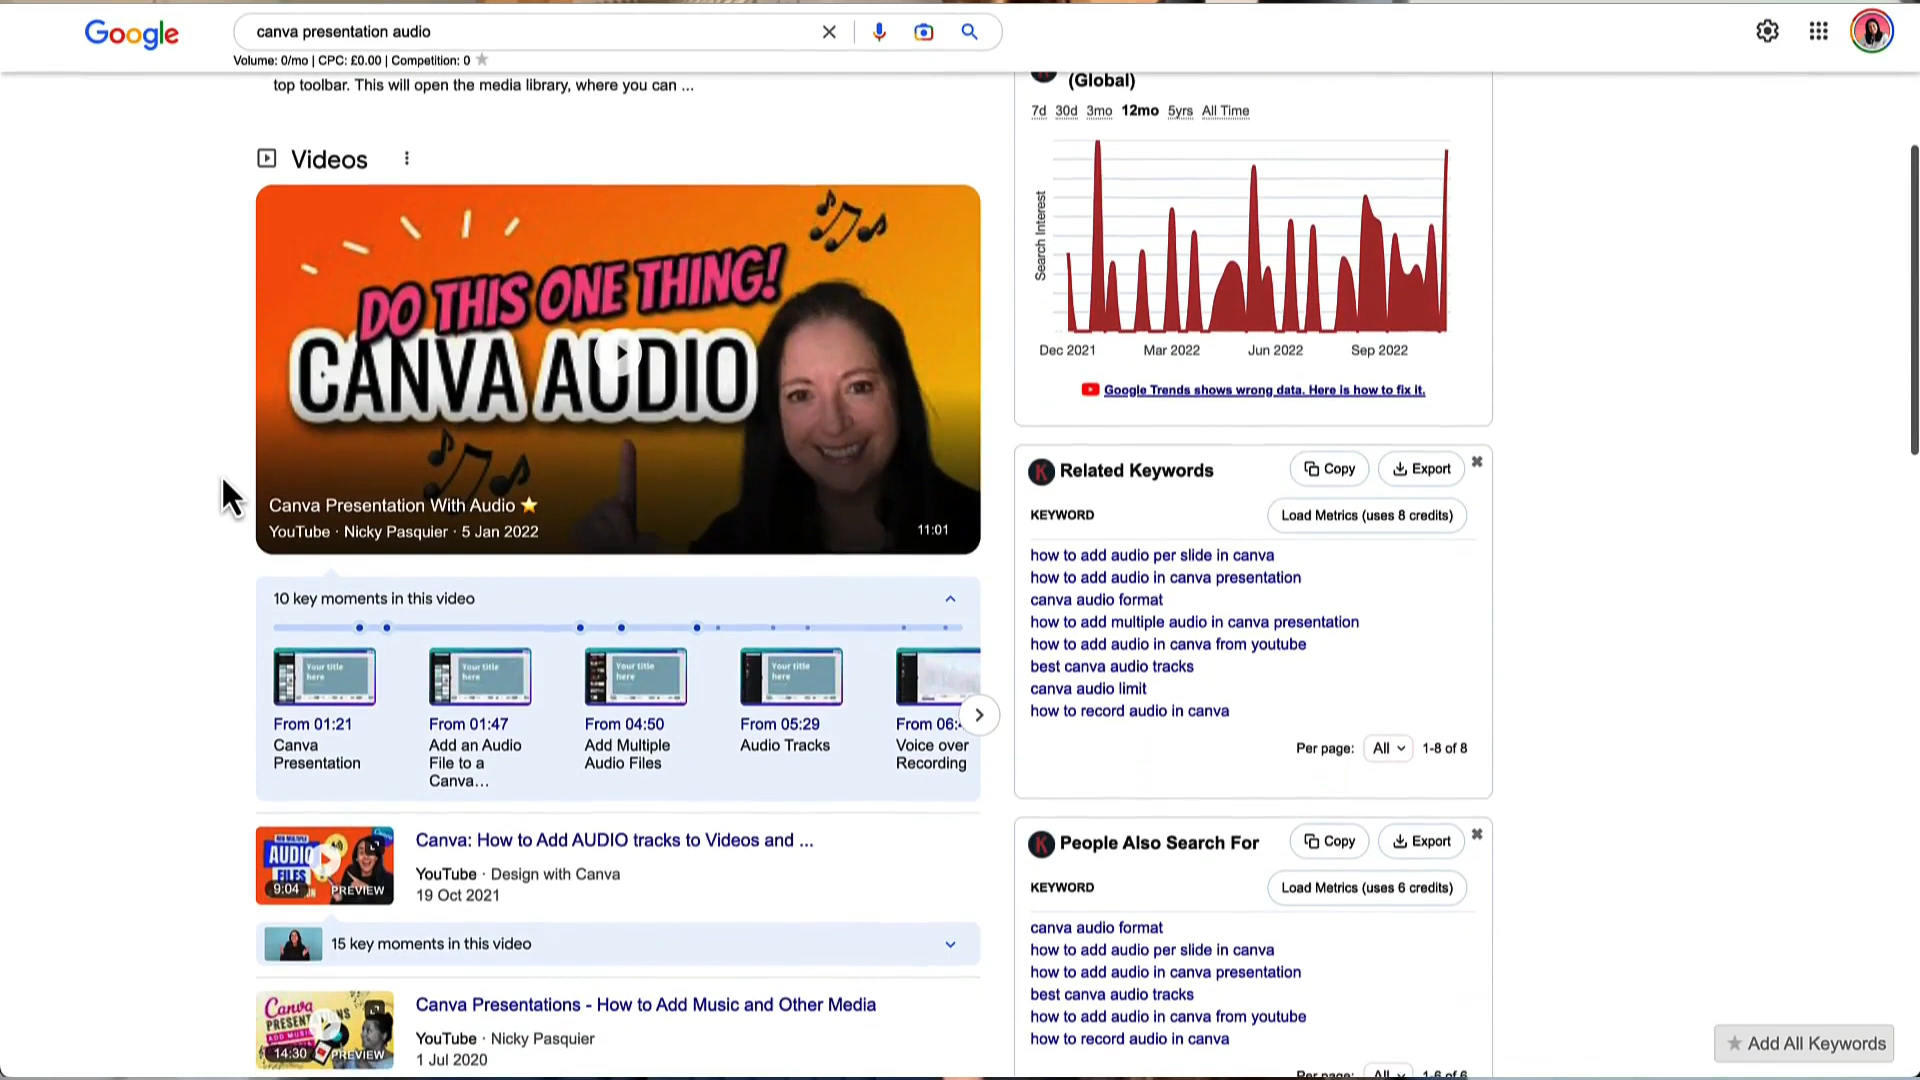 Google
canva presentation audio
Volume: 0/mo | CPC: £0.00 | Competition: 0
top toolbar. This will open the media library, where you can ...
Videos
DO THIS ONE THING!
CANVA AUDIO
Canva Presentation With Audio ⭐
YouTube · Nicky Pasquier · 5 Jan 2022
11:01
10 key moments in this video
Your title here
Your title here
Your title here
Your title here
From 01:21
Canva
Presentation
From 01:47
Add an Audio
File to a
Canva...
From 04:50
Add Multiple
Audio Files
From 05:29
Audio Tracks
From 06:
Voice over
Recording
AUDIO
FILES
9:04
PREVIEW
Canva: How to Add AUDIO tracks to Videos and ...
YouTube · Design with Canva
19 Oct 2021
15 key moments in this video
Canva
14:30
PREVIEW
Canva Presentations - How to Add Music and Other Media
YouTube · Nicky Pasquier
1 Jul 2020
(Global)
7d 30d 3mo 12mo 5yrs All Time
Search Interest
Dec 2021 Mar 2022 Jun 2022 Sep 2022
Google Trends shows wrong data. Here is how to fix it.
K Related Keywords
Copy
Export
KEYWORD
Load Metrics (uses 8 credits)
how to add audio per slide in canva
how to add audio in canva presentation
canva audio format
how to add multiple audio in canva presentation
how to add audio in canva from youtube
best canva audio tracks
canva audio limit
how to record audio in canva
Per page: All 1-8 of 8
K People Also Search For
Copy
Export
KEYWORD
Load Metrics (uses 6 credits)
canva audio format
how to add audio per slide in canva
how to add audio in canva presentation
best canva audio tracks
how to add audio in canva from youtube
how to record audio in canva
Per page: All 1-6 of 6
Add All Keywords